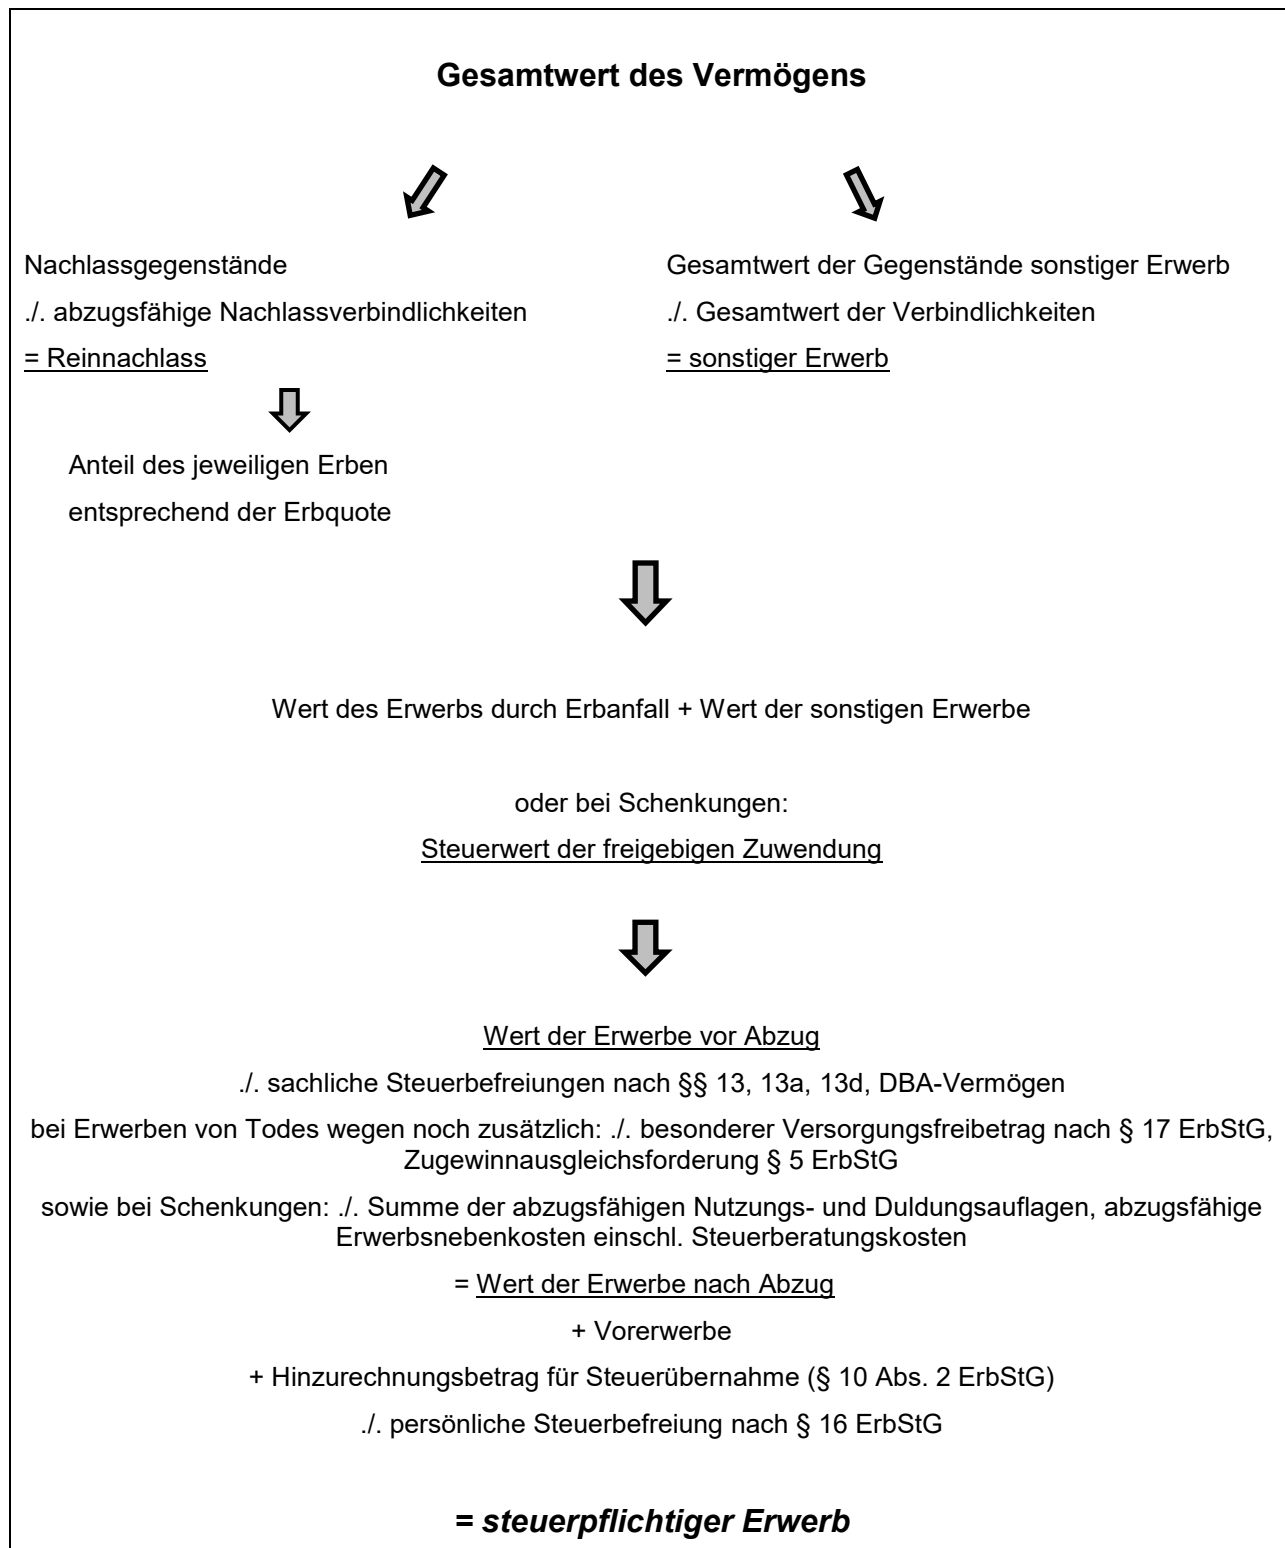 Gesamtwert des Vermögens
Nachlassgegenstände
./. abzugsfähige Nachlassverbindlichkeiten
= Reinnachlass
Anteil des jeweiligen Erben
entsprechend der Erbquote
Gesamtwert der Gegenstände sonstiger Erwerb
./. Gesamtwert der Verbindlichkeiten
= sonstiger Erwerb
Wert des Erwerbs durch Erbanfall + Wert der sonstigen Erwerbe
oder bei Schenkungen:
Steuerwert der freigebigen Zuwendung
Wert der Erwerbe vor Abzug
./. sachliche Steuerbefreiungen nach §§ 13, 13a, 13d, DBA-Vermögen
bei Erwerben von Todes wegen noch zusätzlich: ./. besonderer Versorgungsfreibetrag nach § 17 ErbStG,
Zugewinnausgleichsforderung § 5 ErbStG
sowie bei Schenkungen: ./. Summe der abzugsfähigen Nutzungs- und Duldungsauflagen, abzugsfähige
Erwerbsnebenkosten einschl. Steuerberatungskosten
= Wert der Erwerbe nach Abzug
+ Vorerwerbe
+ Hinzurechnungsbetrag für Steuerübernahme (§ 10 Abs. 2 ErbStG)
./. persönliche Steuerbefreiung nach § 16 ErbStG
= steuerpflichtiger Erwerb